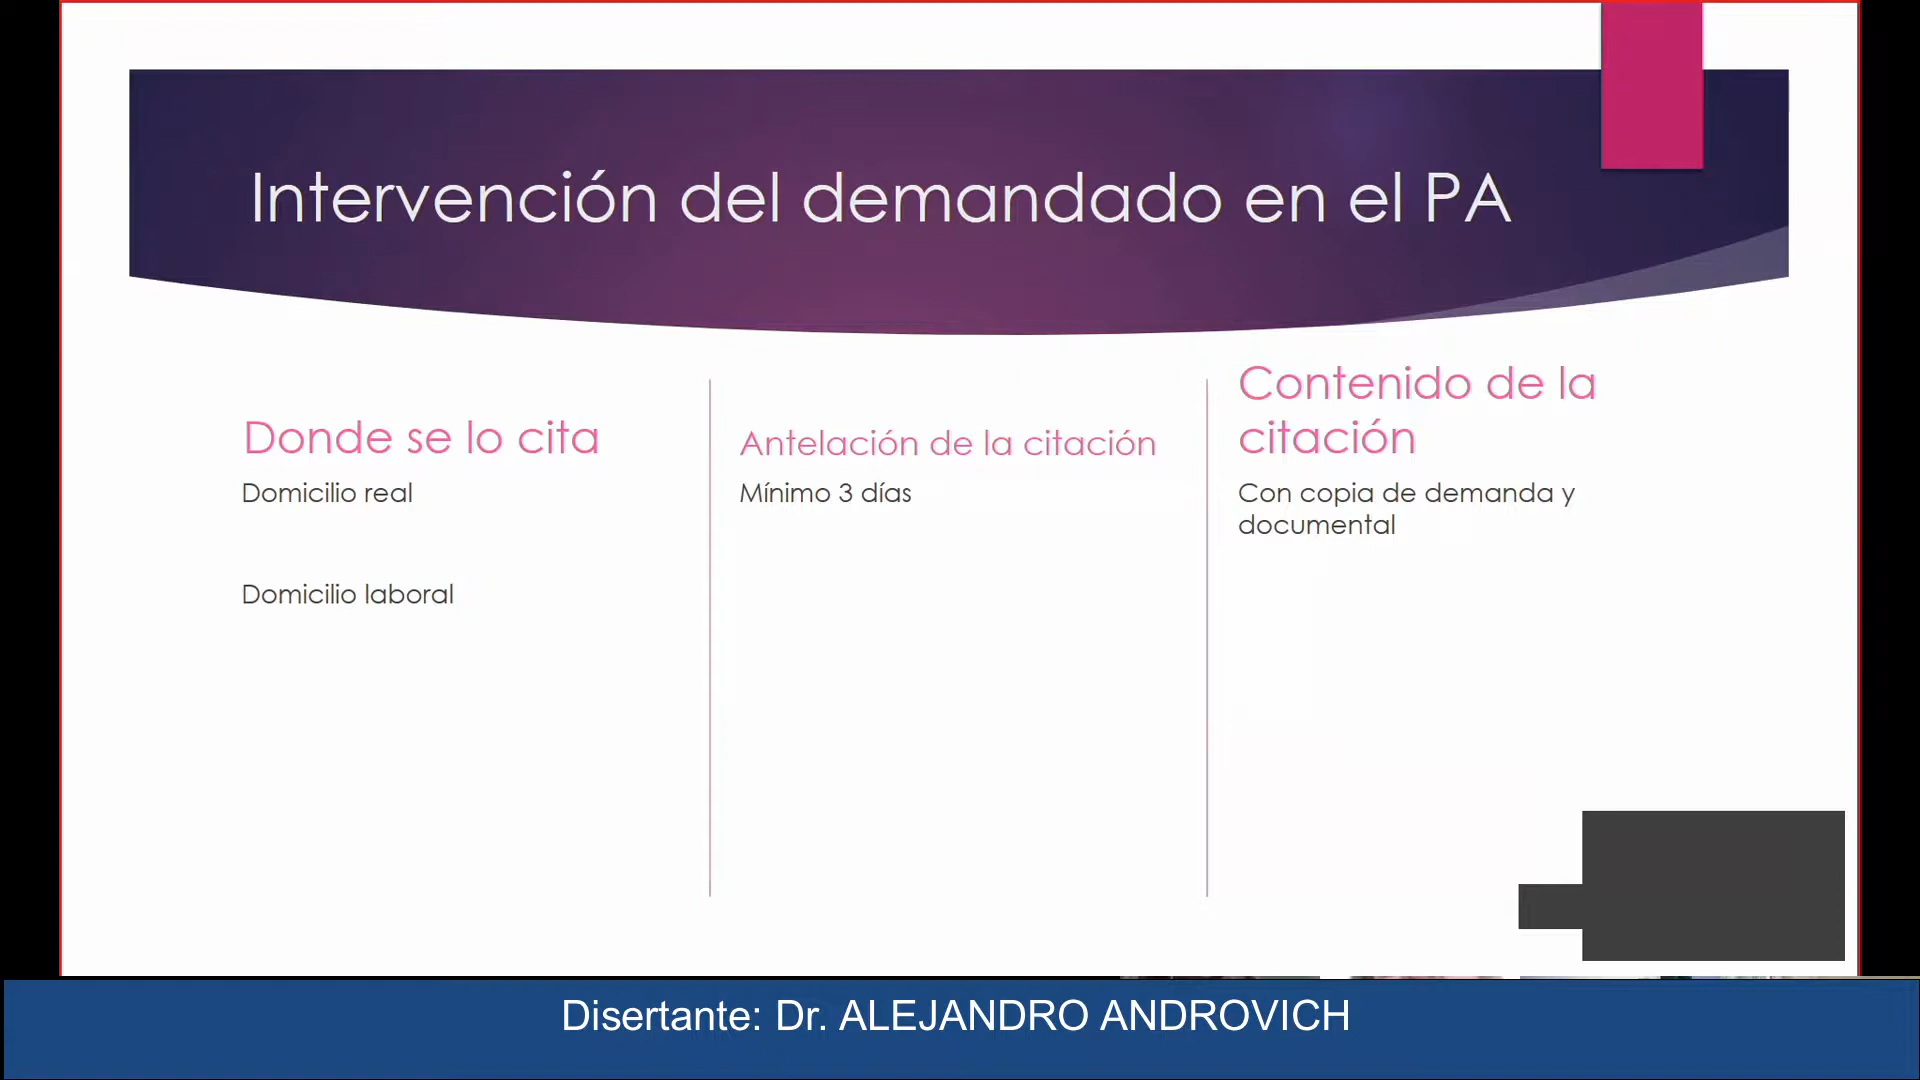 Intervención del demandado en el PA
Donde se lo cita
Domicilio real
Domicilio laboral
Antelación de la citación
Mínimo 3 días
Contenido de la
citación
Con copia de demanda y
documental
Disertante: Dr. ALEJANDRO ANDROVICH